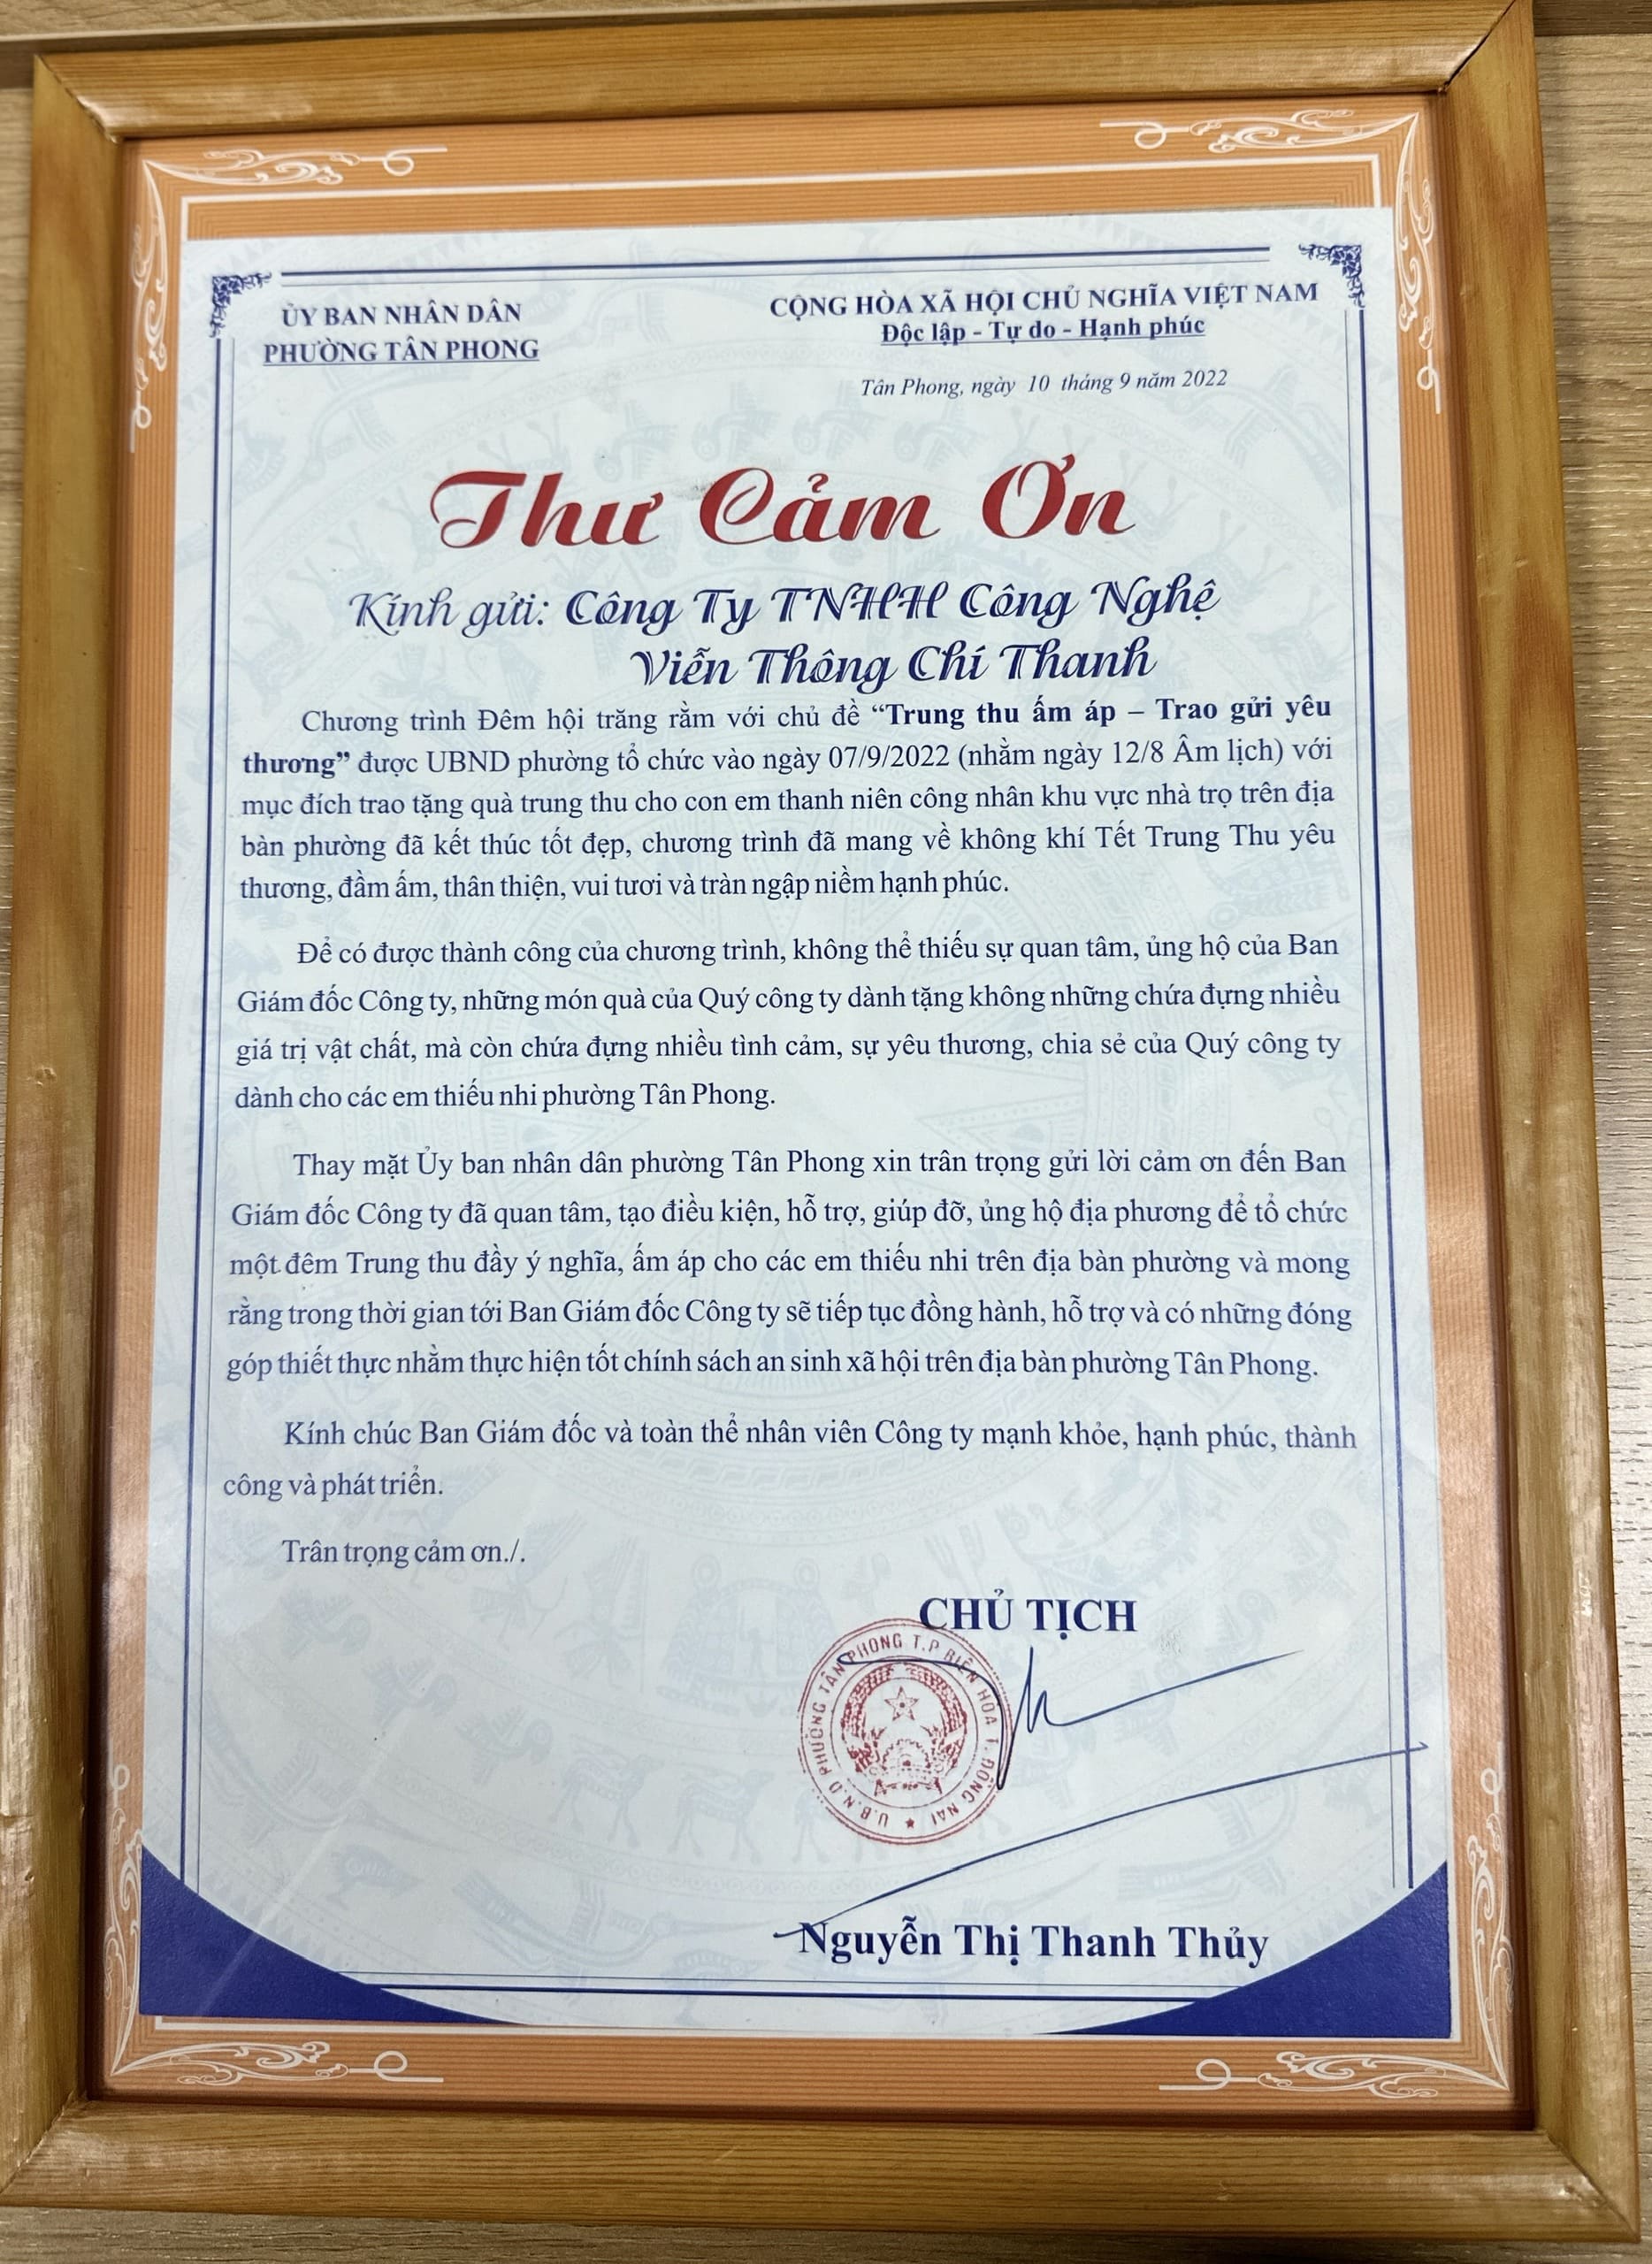 ỦY BAN NHÂN DÂN
PHƯỜNG TÂN PHONG
CỘNG HÒA XÃ HỘI CHỦ NGHĨA VIỆT NAM
Độc lập - Tự do - Hạnh phúc
Tân Phong, ngày 10 tháng 9 năm 2022
Thư Cảm Ơn
Kính gửi: Công Ty TNHH Công Nghệ
Viễn Thông Chí Thanh
Chương trình Đêm hội trăng rằm với chủ đề “Trung thu ấm áp – Trao gửi yêu
thương” được UBND phường tổ chức vào ngày 07/9/2022 (nhằm ngày 12/8 Âm lịch) với
mục đích trao tặng quà trung thu cho con em thanh niên công nhân khu vực nhà trọ trên địa
bàn phường đã kết thúc tốt đẹp, chương trình đã mang về không khí Tết Trung Thu yêu
thương, đầm ấm, thân thiện, vui tươi và tràn ngập niềm hạnh phúc.
Để có được thành công của chương trình, không thể thiếu sự quan tâm, ủng hộ của Ban
Giám đốc Công ty, những món quà của Quý công ty dành tặng không những chứa đựng nhiều
giá trị vật chất, mà còn chứa đựng nhiều tình cảm, sự yêu thương, chia sẻ của Quý công ty
dành cho các em thiếu nhi phường Tân Phong.
Thay mặt Ủy ban nhân dân phường Tân Phong xin trân trọng gửi lời cảm ơn đến Ban
Giám đốc Công ty đã quan tâm, tạo điều kiện, hỗ trợ, giúp đỡ, ủng hộ địa phương để tổ chức
một đêm Trung thu đầy ý nghĩa, ấm áp cho các em thiếu nhi trên địa bàn phường và mong
rằng trong thời gian tới Ban Giám đốc Công ty sẽ tiếp tục đồng hành, hỗ trợ và có những đóng
góp thiết thực nhằm thực hiện tốt chính sách an sinh xã hội trên địa bàn phường Tân Phong.
Kính chúc Ban Giám đốc và toàn thể nhân viên Công ty mạnh khỏe, hạnh phúc, thành
công và phát triển.
Trân trọng cảm ơn./.
CHỦ TỊCH
U.B.N.D PHƯỜNG TÂN PHONG T.P BIÊN HÒA T. ĐỒNG NAI
Nguyễn Thị Thanh Thủy